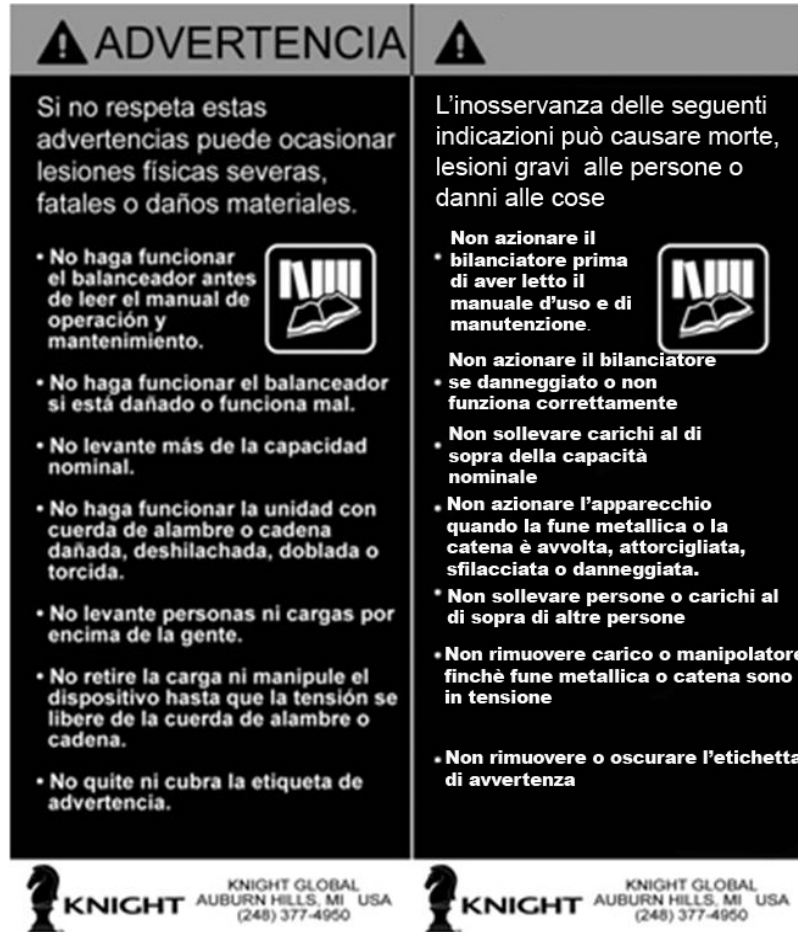 ADVERTENCIA
Si no respeta estas
advertencias puede ocasionar
lesiones físicas severas,
fatales o daños materiales.
• No haga funcionar
el balanceador antes
de leer el manual de
operación y
mantenimiento.
• No haga funcionar el balanceador
si está dañado o funciona mal.
• No levante más de la capacidad
nominal.
• No haga funcionar la unidad con
cuerda de alambre o cadena
dañada, deshilachada, doblada o
torcida.
• No levante personas ni cargas por
encima de la gente.
• No retire la carga ni manipule el
dispositivo hasta que la tensión se
libere de la cuerda de alambre o
cadena.
• No quite ni cubra la etiqueta de
advertencia.
KNIGHT
KNIGHT GLOBAL
AUBURN HILLS, MI USA
(248) 377-4950
L'inosservanza delle seguenti
indicazioni può causare morte,
lesioni gravi alle persone o
danni alle cose
Non azionare il
• bilanciatore prima
di aver letto il
manuale d'uso e di
manutenzione.
Non azionare il bilanciatore
• se danneggiato o non
funziona correttamente
• Non sollevare carichi al di
sopra della capacità
nominale
• Non azionare l'apparecchio
quando la fune metallica o la
catena è avvolta, attorcigliata,
sfilacciata o danneggiata.
• Non sollevare persone o carichi al
di sopra di altre persone
• Non rimuovere carico o manipolatore
finchè fune metallica o catena sono
in tensione
• Non rimuovere o oscurare l'etichetta
di avvertenza
KNIGHT
KNIGHT GLOBAL
AUBURN HILLS, MI USA
(248) 377-4950